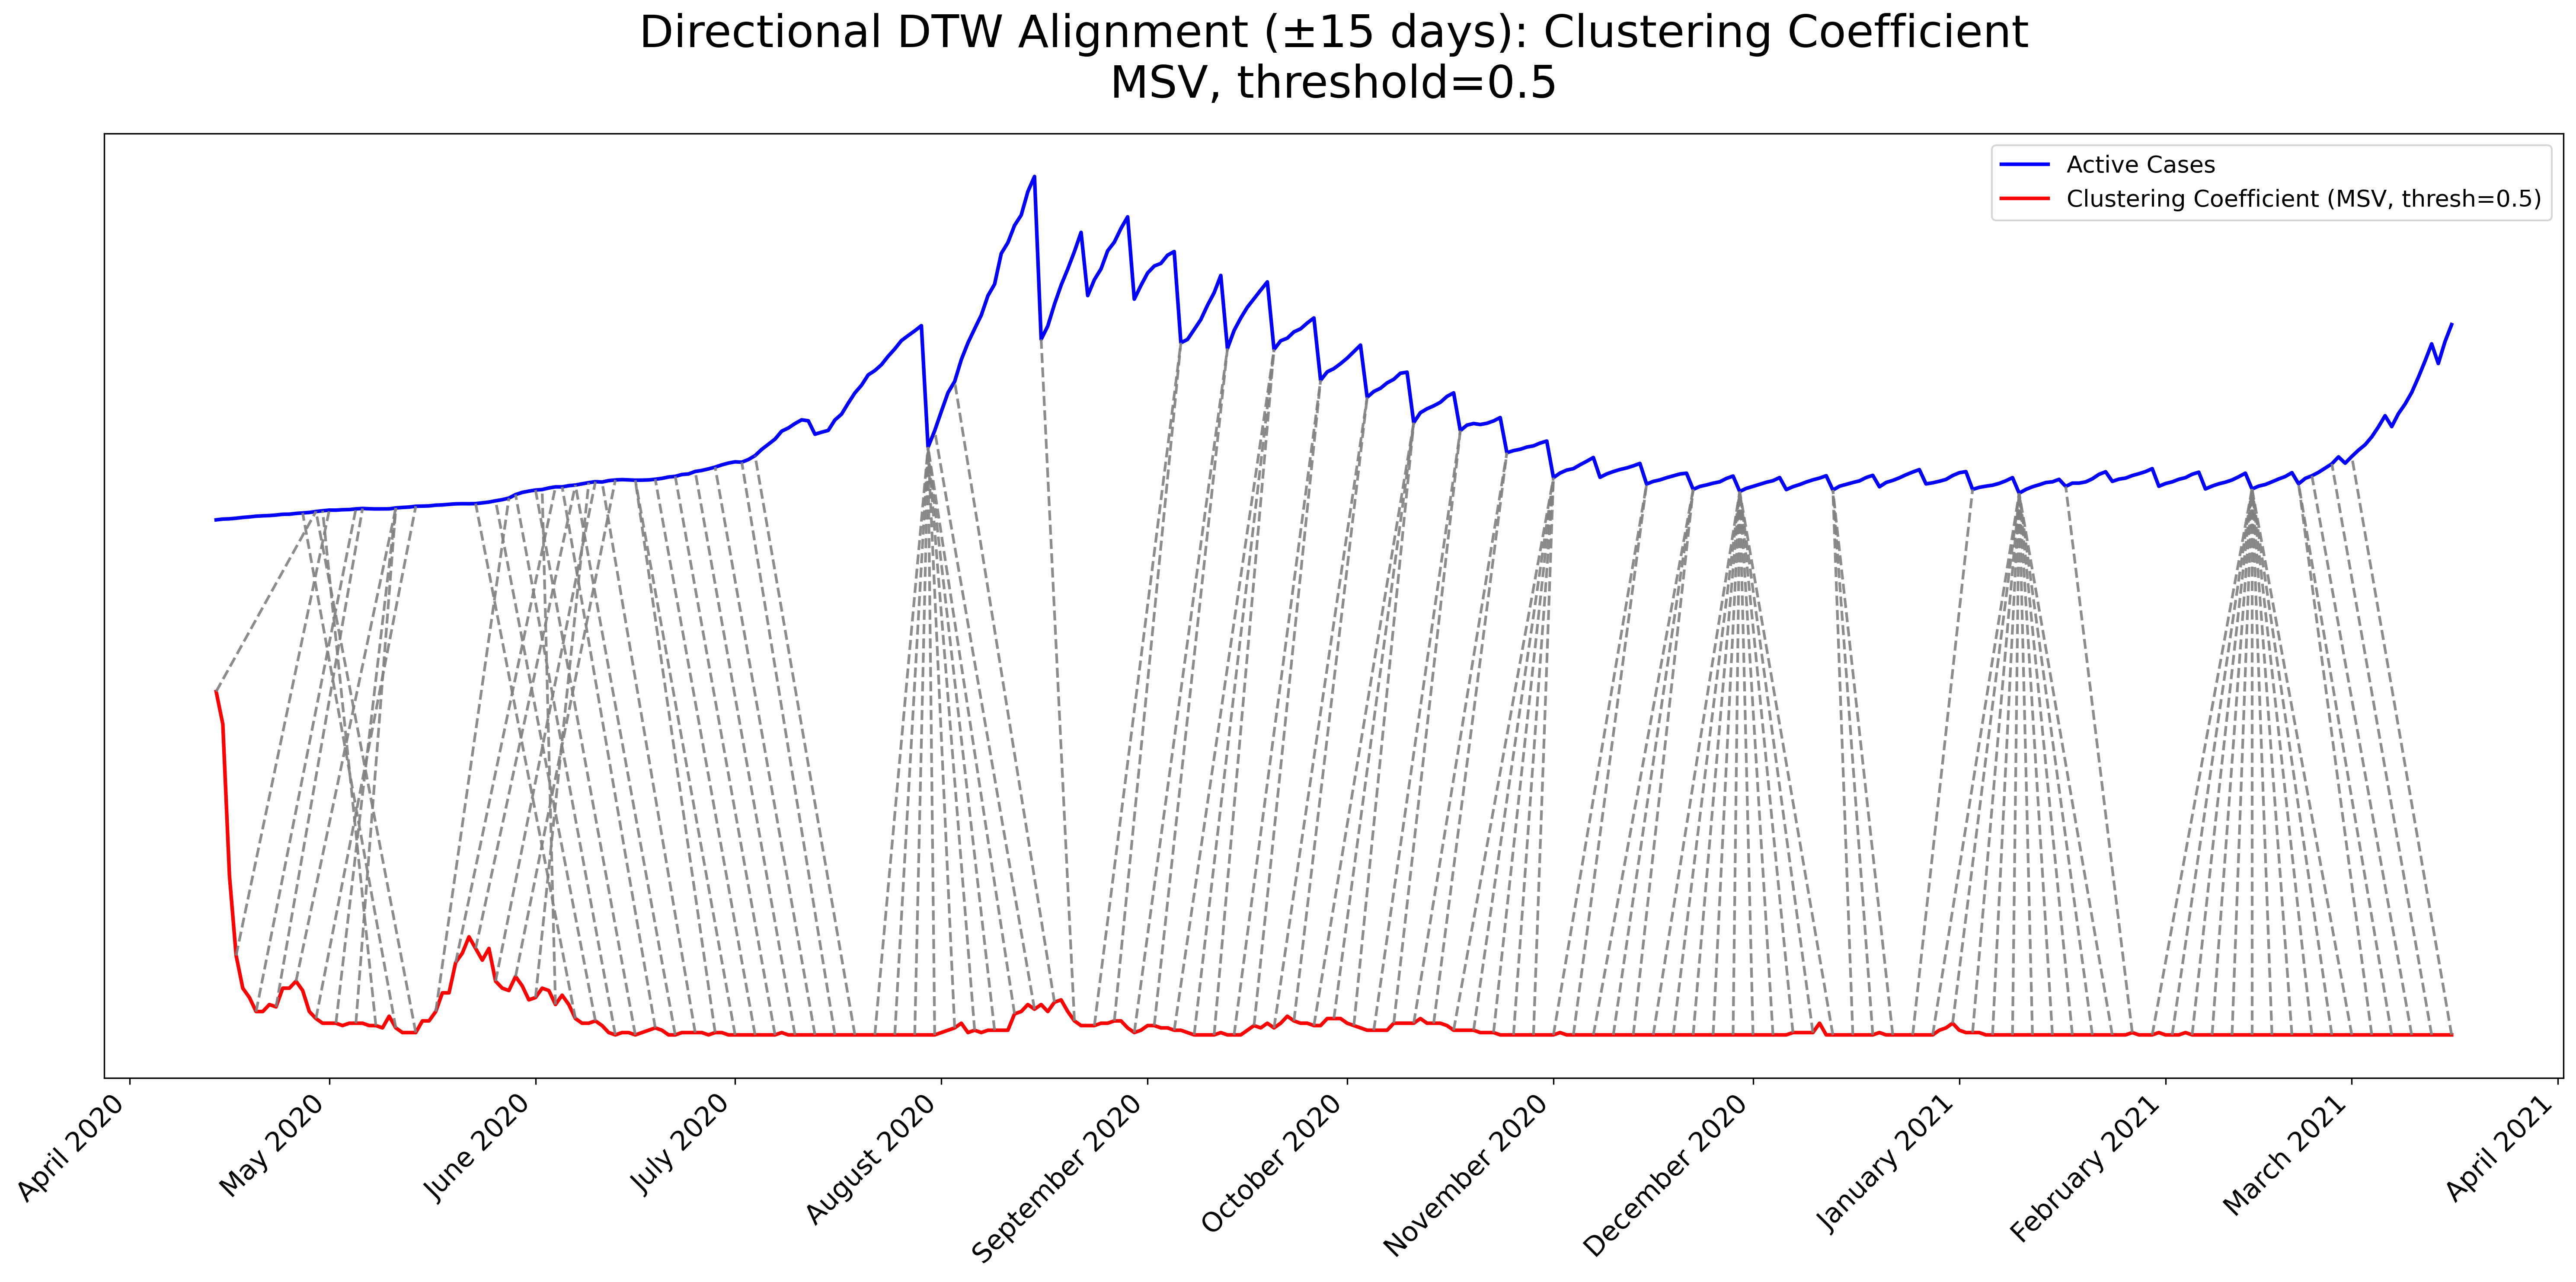 Directional DTW Alignment (±15 days): Clustering Coefficient
MSV, threshold=0.5
Active Cases
Clustering Coefficient (MSV, thresh=0.5)
April 2020
May 2020
June 2020
July 2020
August 2020
September 2020
October 2020
November 2020
December 2020
January 2021
February 2021
March 2021
April 2021